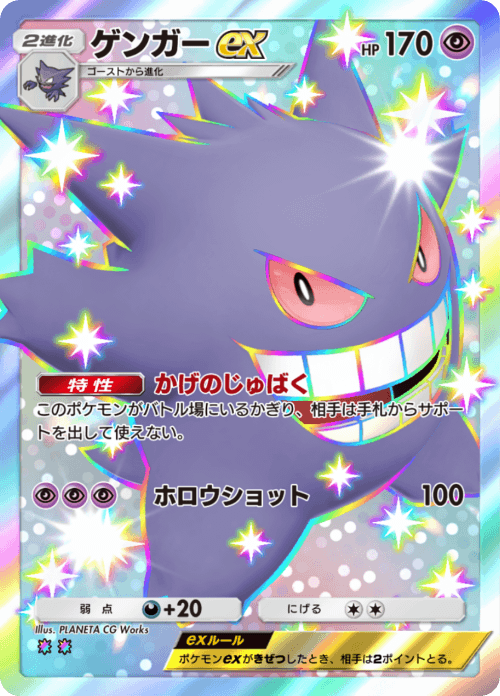 2進化 ゲンガーex HP 170
ゴーストから進化
特性 かげのじゅばく
このポケモンがバトル場にいるかぎり、相手は手札からサポー
トを出して使えない。
ホロウショット 100
弱点 +20 にげる
Illus. PLANETA CG Works
exルール
ポケモンexがきぜつしたとき、相手は2ポイントとる。